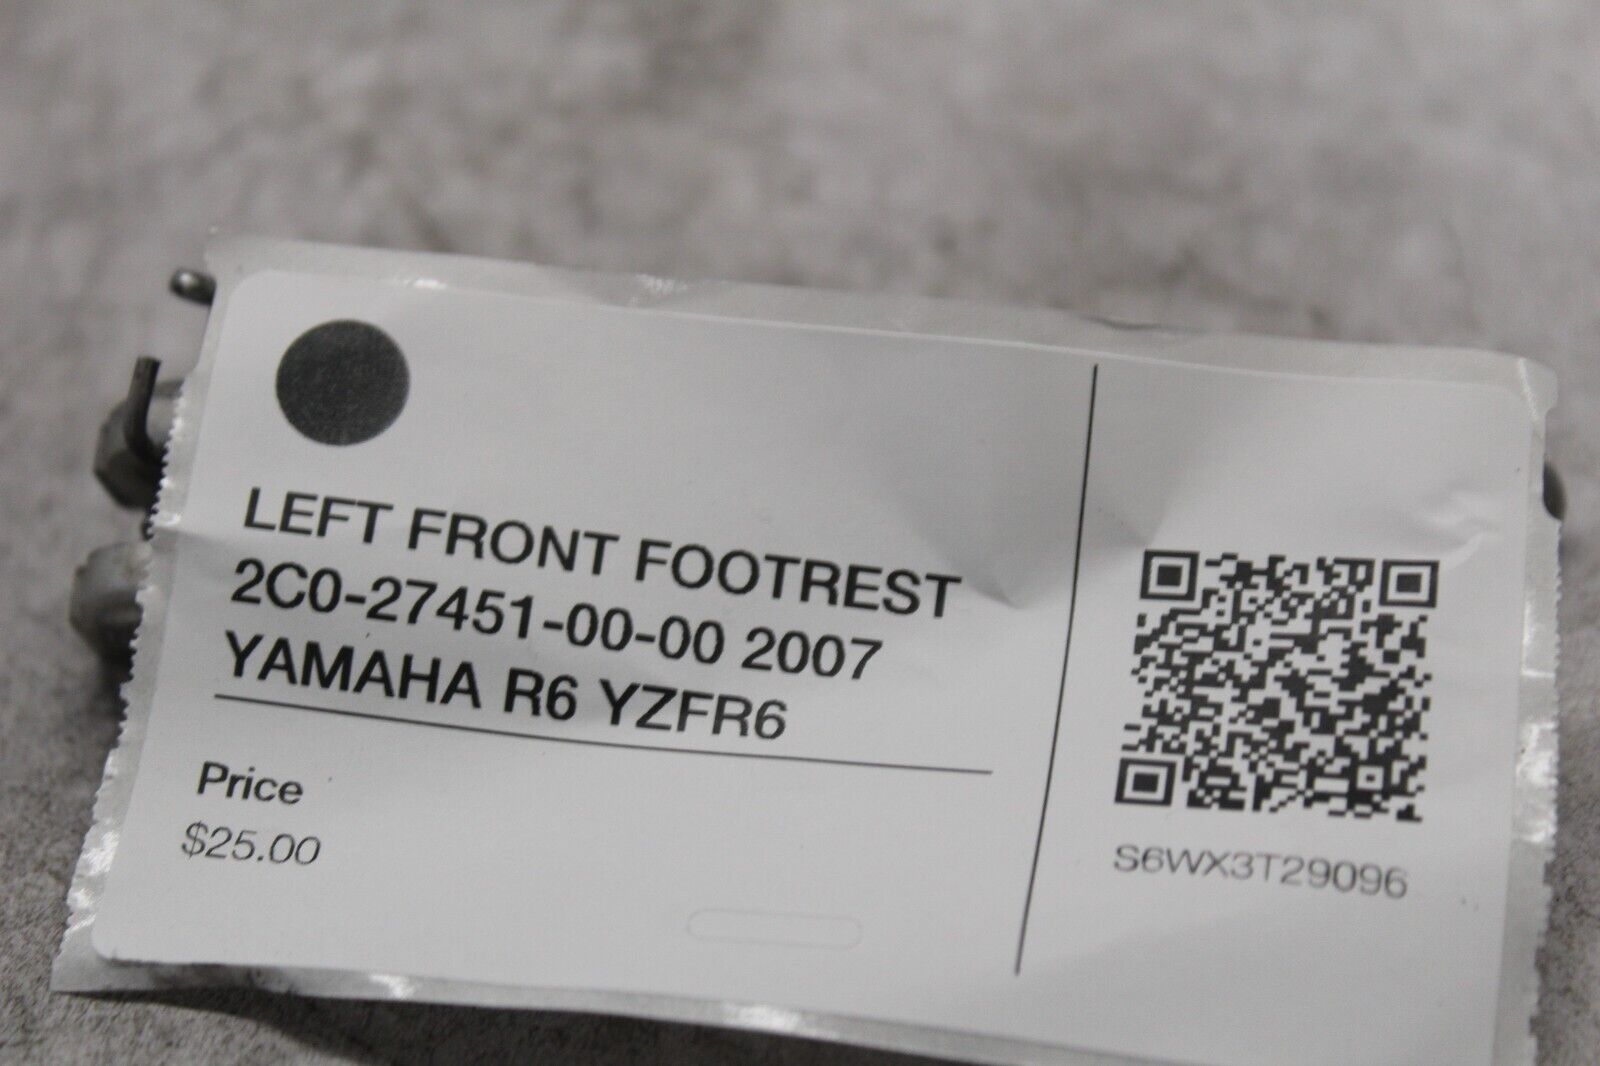 LEFT FRONT FOOTREST
2C0-27451-00-00 2007
YAMAHA R6 YZFR6
Price
$25.00
S6WX3T29096